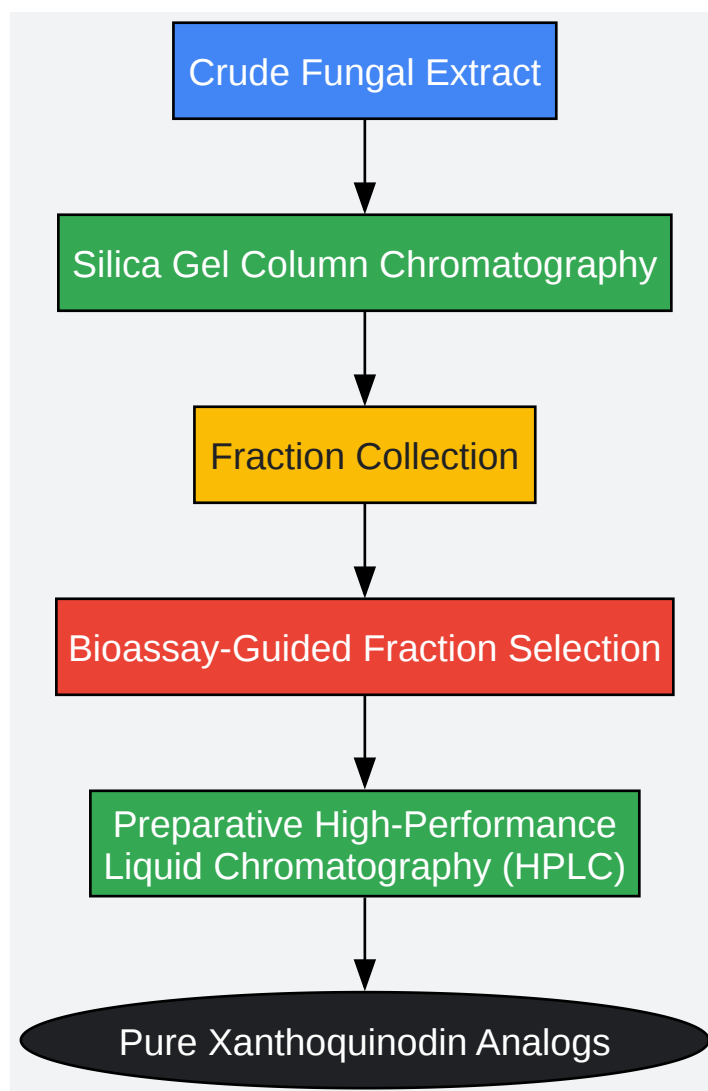 Crude Fungal Extract
Silica Gel Column Chromatography
Fraction Collection
Bioassay-Guided Fraction Selection
Preparative High-Performance
Liquid Chromatography (HPLC)
Pure Xanthoquinodin Analogs